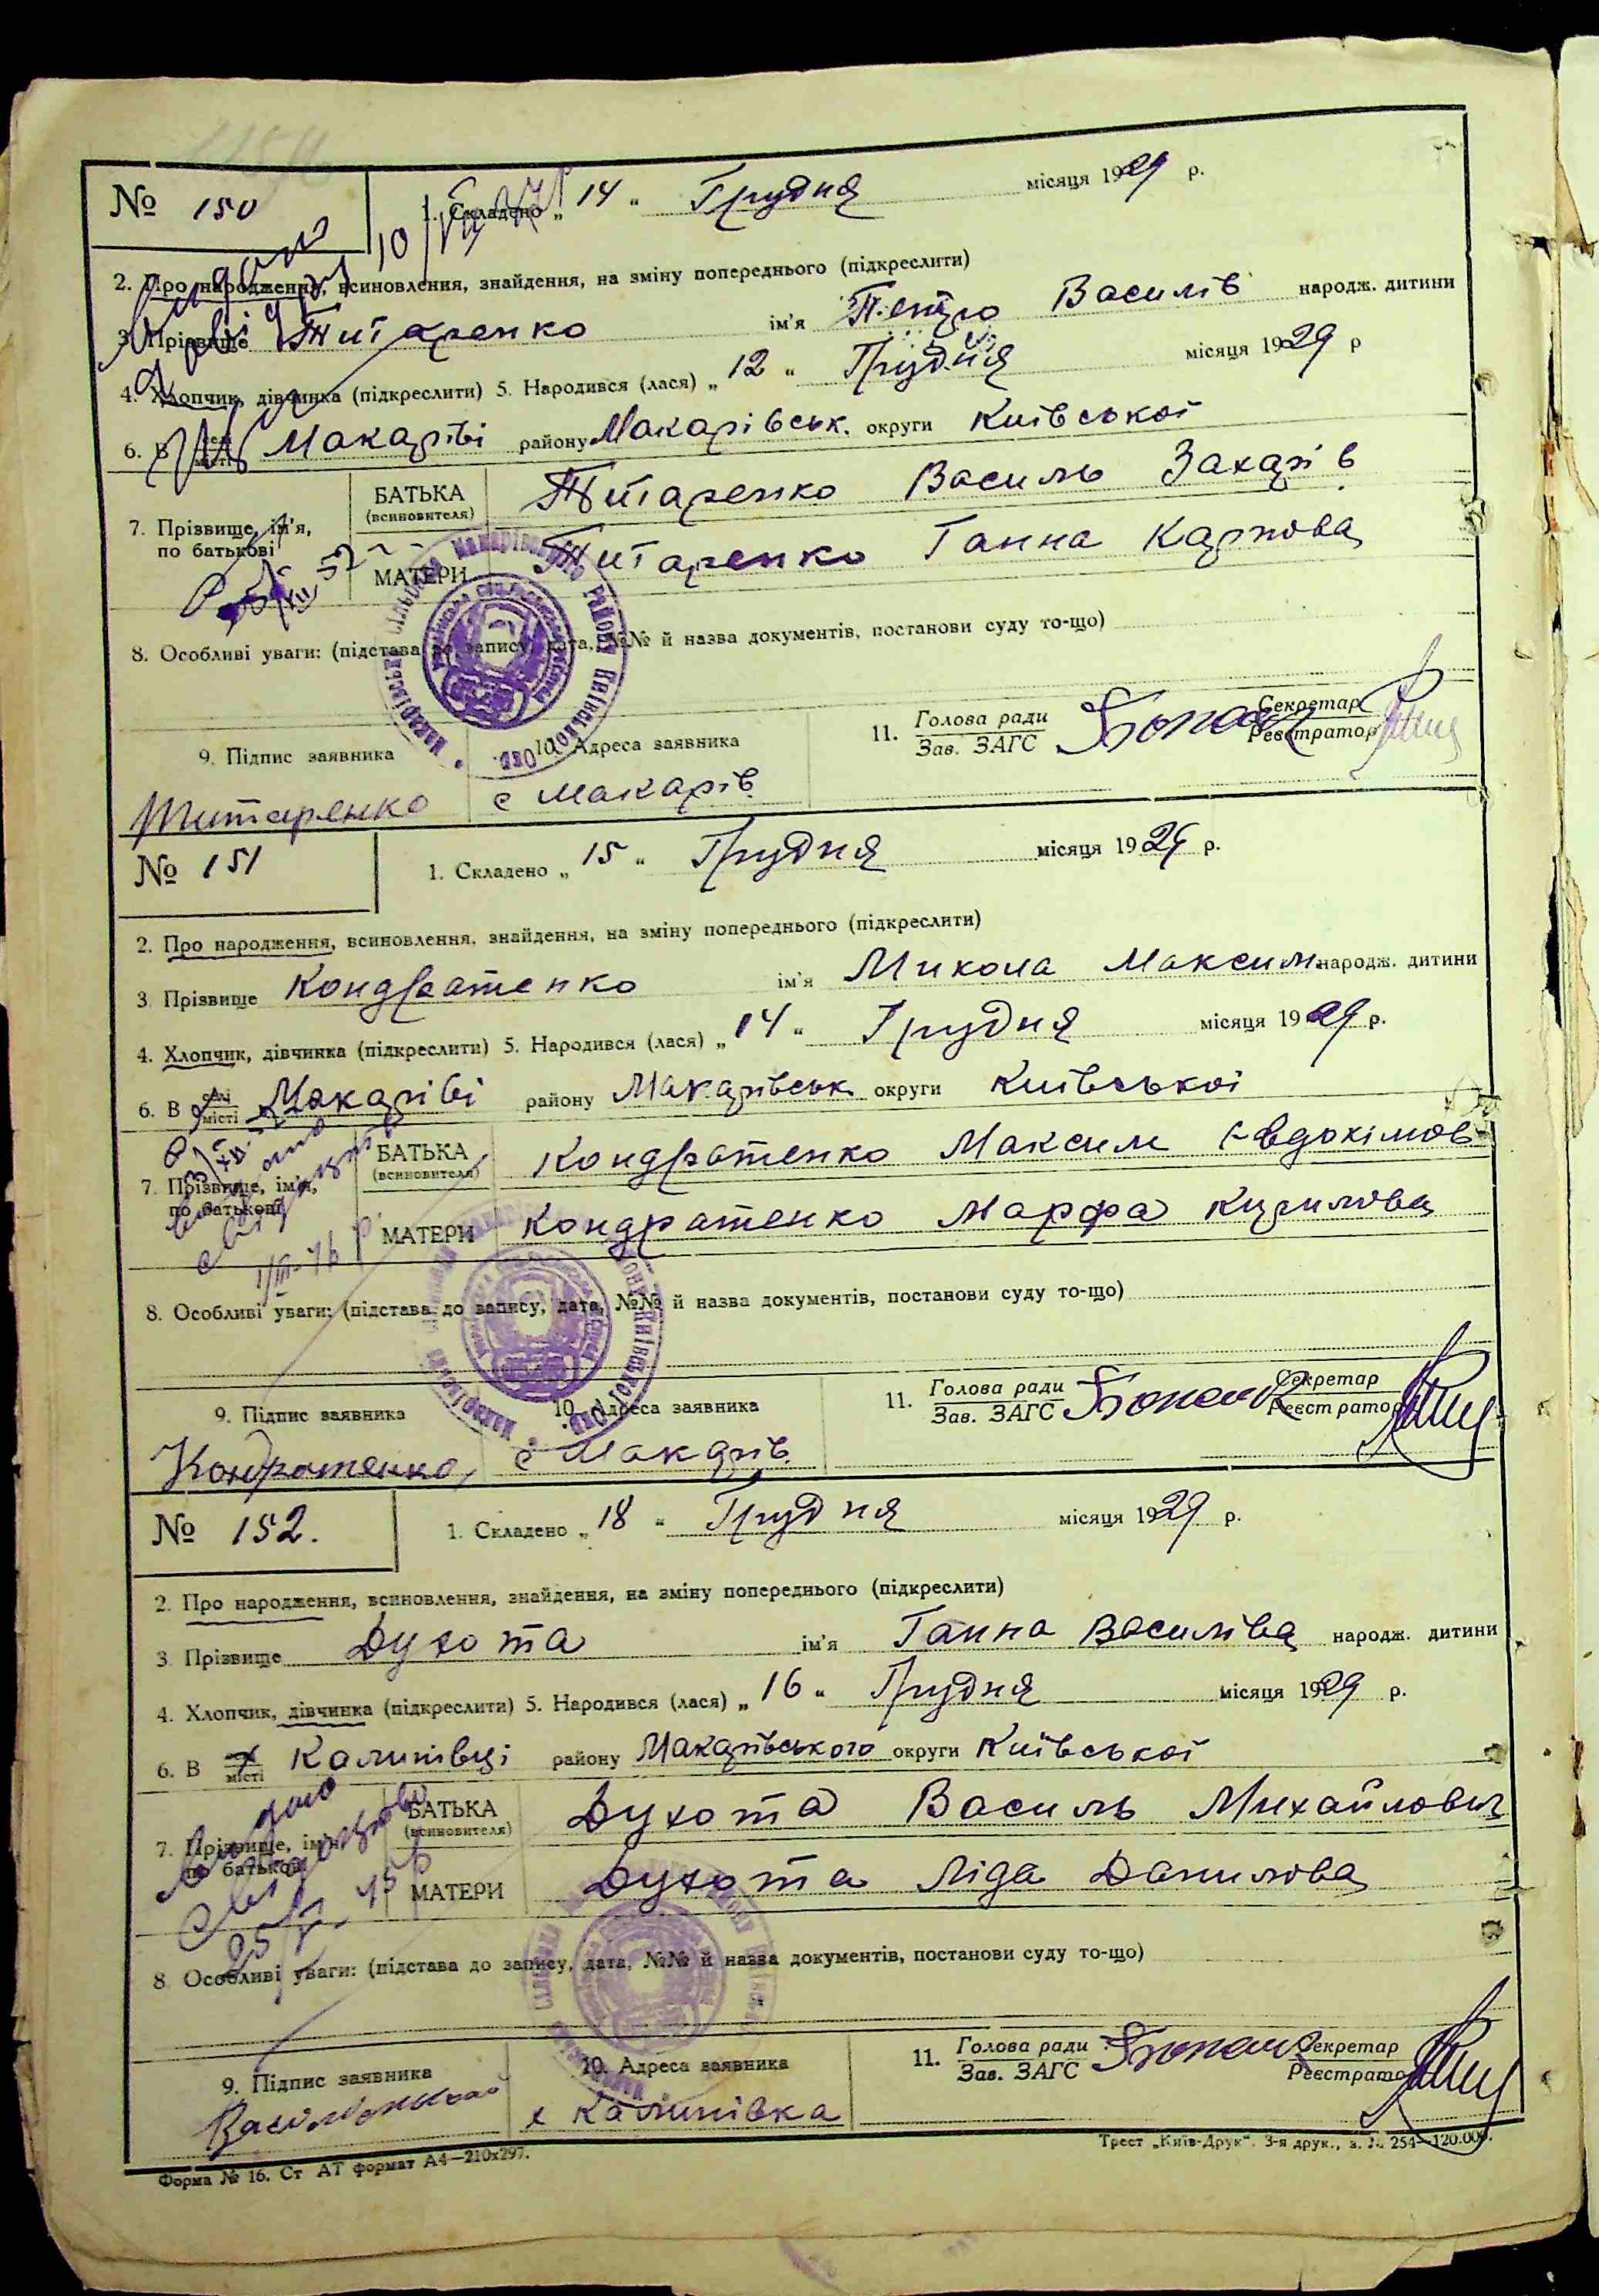 № 150 1. Складено „ 14 “ Грудня місяця 1929 р.
2. Про народження, всиновлення, знайдення, на зміну попереднього (підкреслити)
3. Прізвище Титаренко ім'я Петро Василів народж. дитини
4. Хлопчик, дівчинка (підкреслити) 5. Народився (лася) „ 12 “ Грудня місяця 1929 р
6. В селі місті Макарові району Макарівськ. округи Київської
7. Прізвище, ім'я, по батькові
БАТЬКА (всиновителя) Титаренко Василь Захарів
МАТЕРИ Титаренко Ганна Карпова
8. Особливі уваги: (підстава до запису, дата, №№ й назва документів, постанови суду то-що)
9. Підпис заявника 10. Адреса заявника 11. Голова ради Зав. ЗАГС Секретар Реєстратор
Титаренко с Макарів
№ 151 1. Складено „ 15 “ Грудня місяця 1929 р.
2. Про народження, всиновлення, знайдення, на зміну попереднього (підкреслити)
3 Прізвище Кондратенко ім'я Микола Максим. народж. дитини
4. Хлопчик, дівчинка (підкреслити) 5. Народився (лася) „ 14 “ Грудня місяця 1929 р.
6. В селі місті Макарові району Макарівськ округи Київської
7. Прізвище, ім'я, по батькові
БАТЬКА (всиновителя) Кондратенко Максим Євдокімов
МАТЕРИ Кондратенко Марфа Кирилова
8. Особливі уваги: (підстава до запису, дата, №№ й назва документів, постанови суду то-що)
9. Підпис заявника 10. Адреса заявника 11. Голова ради Зав. ЗАГС Секретар Реєстратор
Кондратенко с Макарів.
№ 152. 1. Складено „ 18 “ Грудня місяця 1929 р.
2. Про народження, всиновлення, знайдення, на зміну попереднього (підкреслити)
3 Прізвище Духота ім'я Ганна Василіва народж. дитини
4. Хлопчик, дівчинка (підкреслити) 5. Народився (лася) „ 16 “ Грудня місяця 1929 р.
6. В х місті Калинівці району Макарівського округи Київської
7. Прізвище, ім'я, по батькові
БАТЬКА (всиновителя) Духота Василь Михайлович
МАТЕРИ Духота Ліда Данилова
8 Особливі уваги: (підстава до запису, дата, №№ й назва документів, постанови суду то-що)
9. Підпис заявника 10. Адреса заявника 11. Голова ради Зав. ЗАГС Секретар Реєстратор
х Калинівка
Форма № 16. Ст АТ формат А4—210х297. Трест „Київ-Друк“. 3-я друк., з. № 254—120.000.